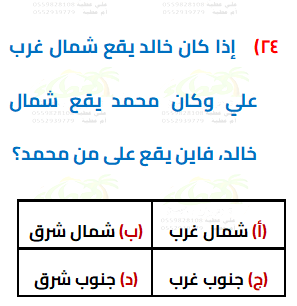 ٢٤) إذا كان خالد يقع شمال غرب
علي وكان محمد يقع شمال
خالد، فاين يقع على من محمد؟
(أ) شمال غرب
(ب) شمال شرق
(ج) جنوب غرب
(د) جنوب شرق